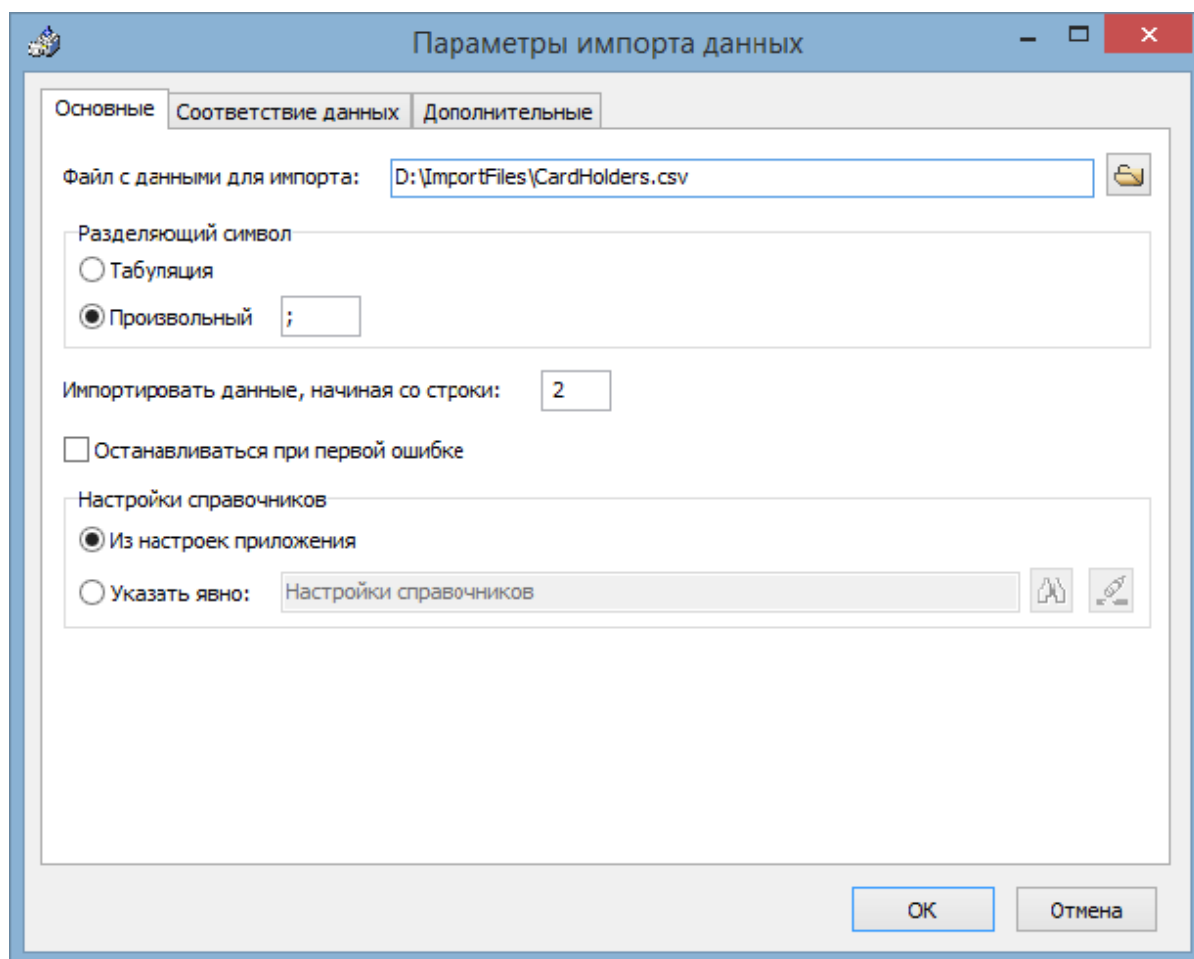 Параметры импорта данных
Основные Соответствие данных Дополнительные
Файл с данными для импорта: D:\ImportFiles\CardHolders.csv
Разделяющий символ
Табуляция
Произвольный ;
Импортировать данные, начиная со строки: 2
Останавливаться при первой ошибке
Настройки справочников
Из настроек приложения
Указать явно: Настройки справочников
ОК Отмена